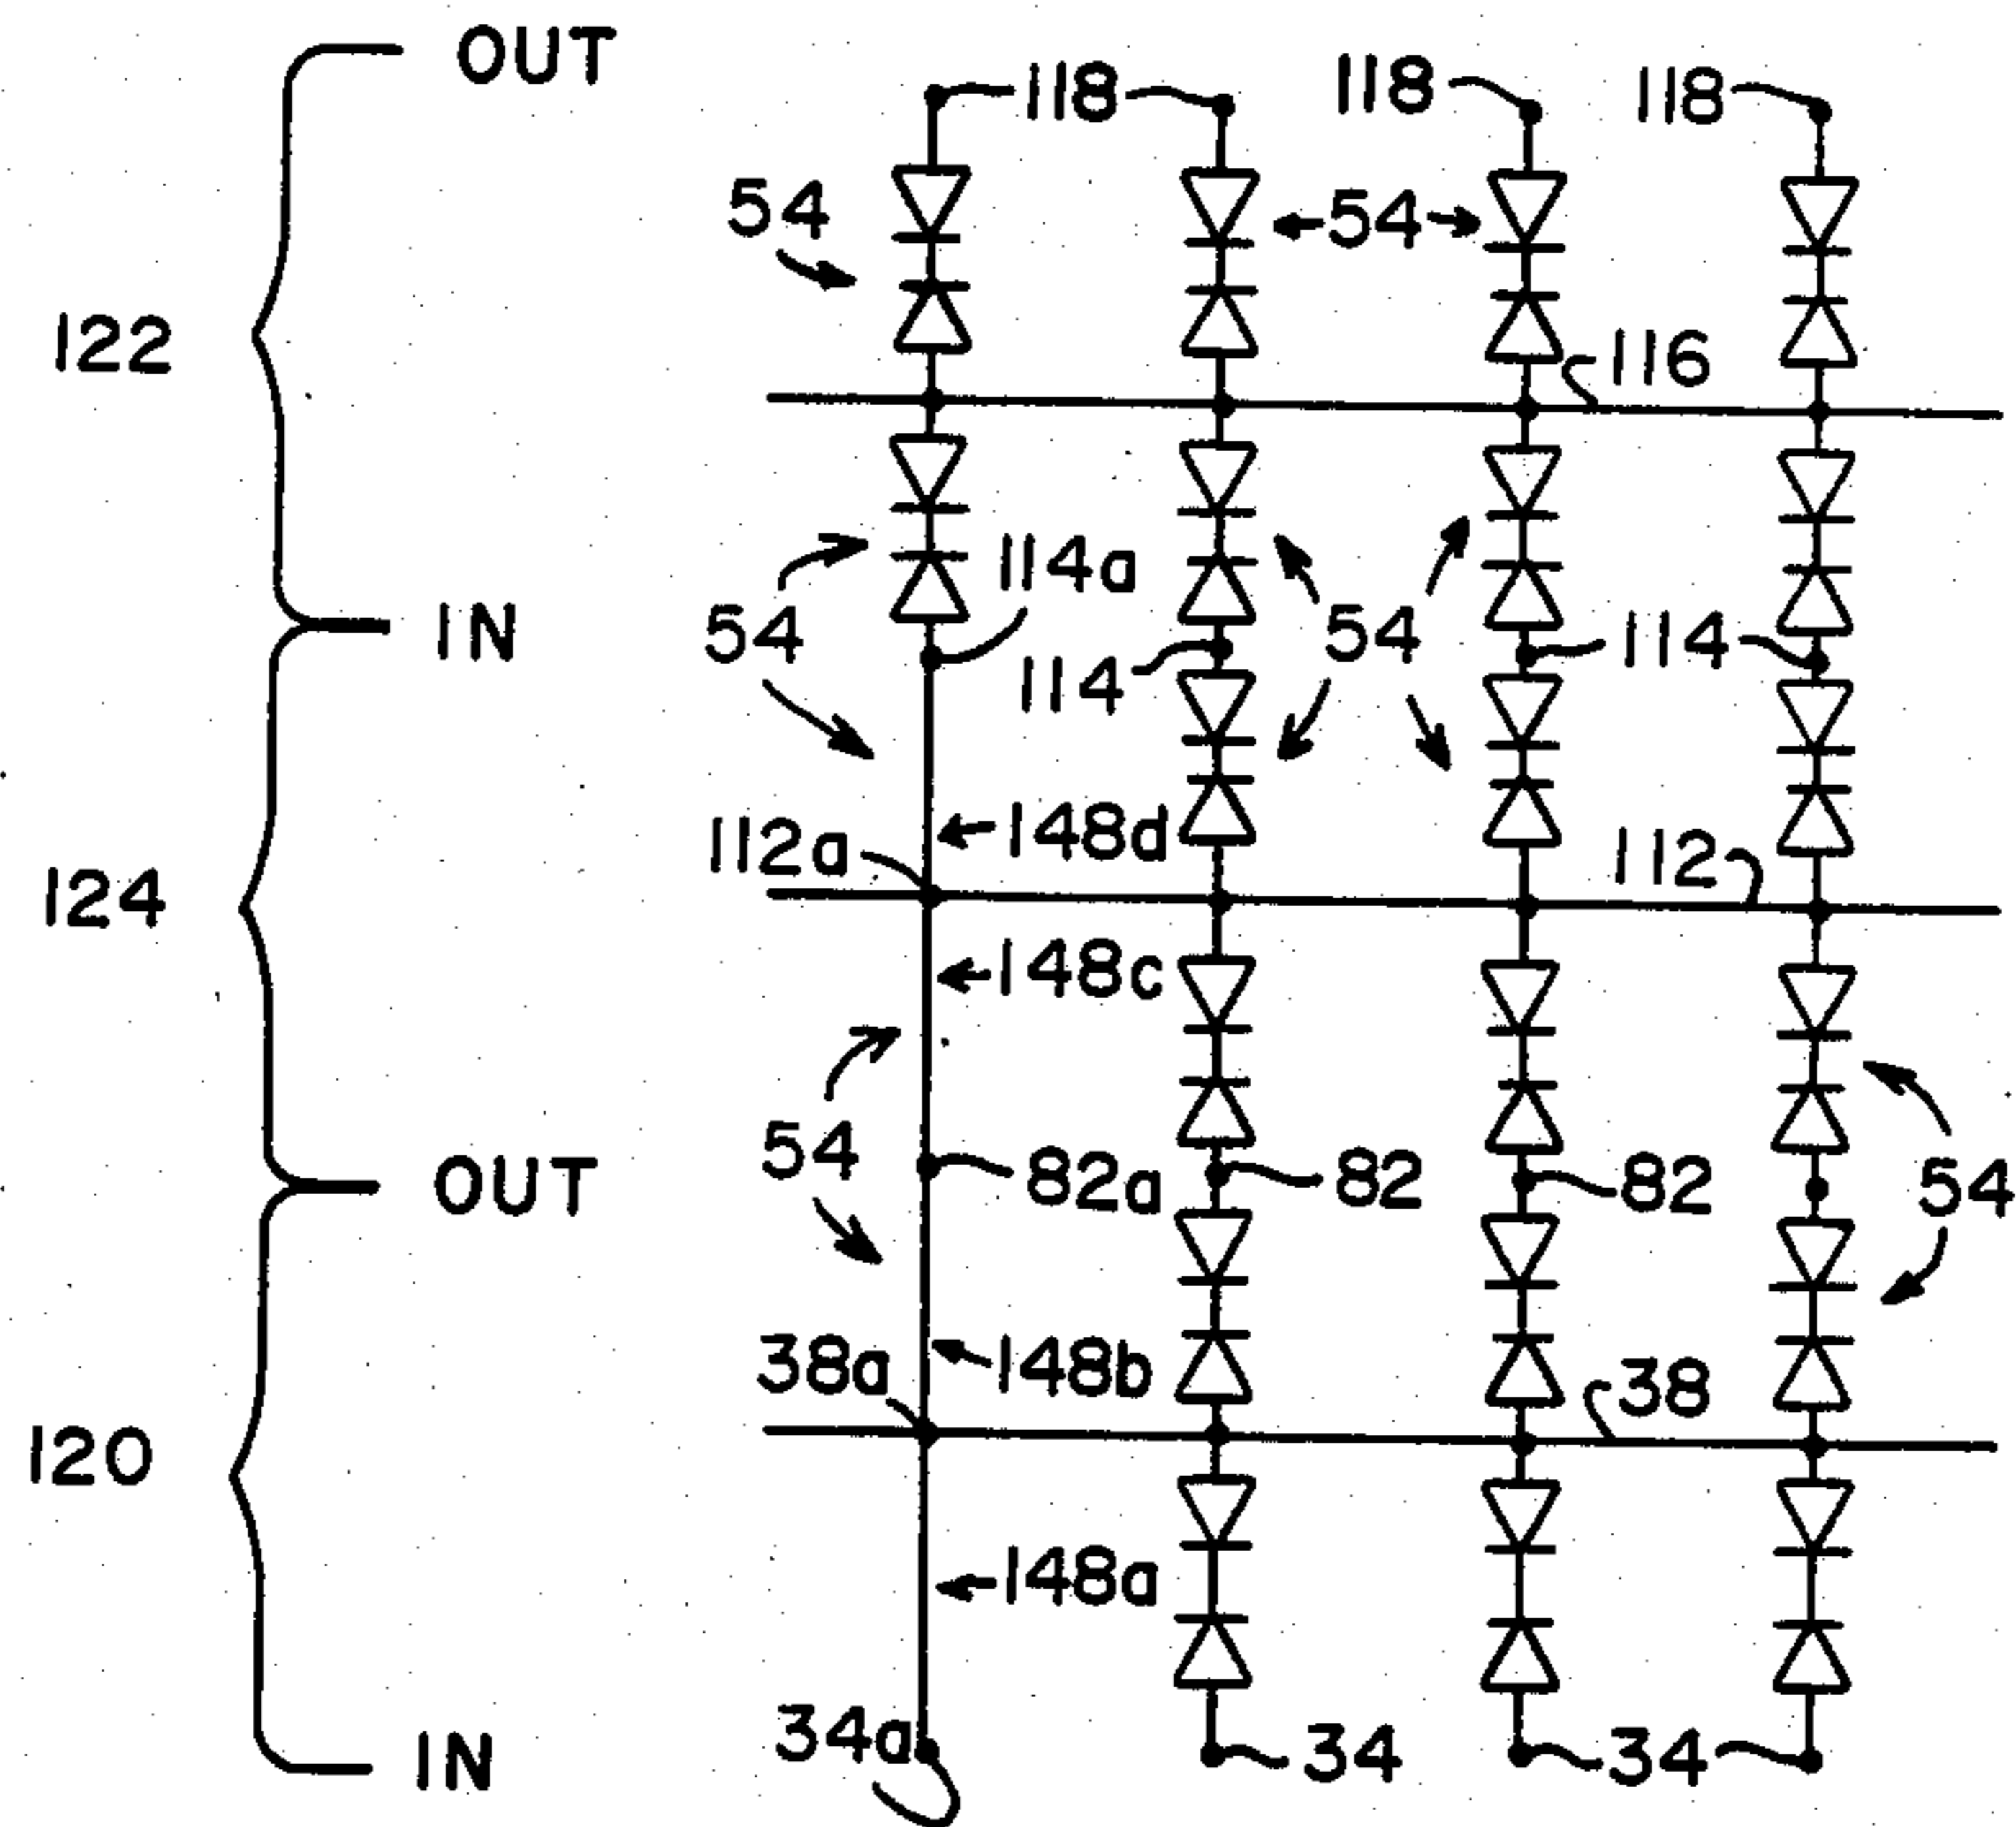 OUT
118 118 118
54 54
122 116
114a
IN 54 114 54 114
112a 148d 112
124 148c
54
OUT 82a 82 82 54
38a 148b 38
120
148a
IN 34a 34 34